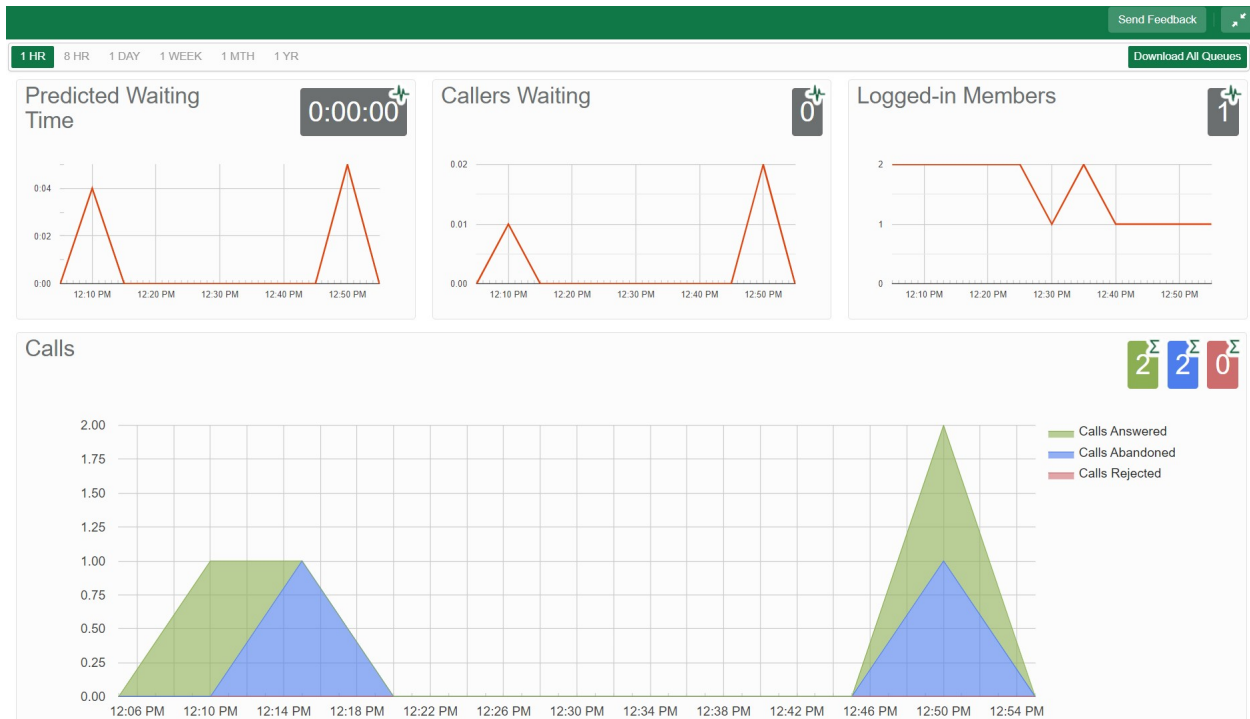 Send Feedback
1 HR 8 HR 1 DAY 1 WEEK 1 MTH 1 YR
Download All Queues
Predicted Waiting
Time
0:00:00
0:04
0:02
0:00
12:10 PM 12:20 PM 12:30 PM 12:40 PM 12:50 PM
Callers Waiting
0
0.02
0.01
0.00
12:10 PM 12:20 PM 12:30 PM 12:40 PM 12:50 PM
Logged-in Members
1
2
1
0
12:10 PM 12:20 PM 12:30 PM 12:40 PM 12:50 PM
Calls
Σ Σ Σ
2 2 0
2.00
1.75
1.50
1.25
1.00
0.75
0.50
0.25
0.00
12:06 PM 12:10 PM 12:14 PM 12:18 PM 12:22 PM 12:26 PM 12:30 PM 12:34 PM 12:38 PM 12:42 PM 12:46 PM 12:50 PM 12:54 PM
Calls Answered
Calls Abandoned
Calls Rejected